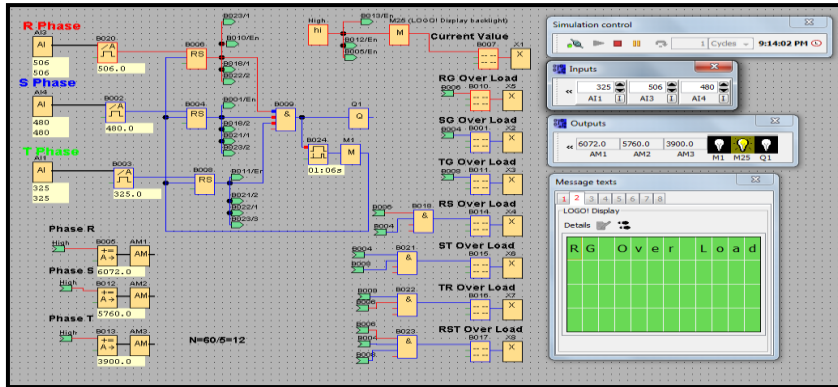 R Phase
AI3
AI
506
506
B020
506.0
B006
RS
B023/1
B010/En
B016/1
B022/2
S Phase
AI4
AI
480
480
B002
480.0
B004
RS
B001/En
B016/2
B021/1
B023/2
T Phase
AI1
AI
325
325
B003
325.0
B008
RS
B011/En
B021/2
B022/1
B023/3
B009
&
Q1
Q
B024
01:06s
M1
M
High
hi
B013/En
B012/En
B005/En
M25 (LOGO! Display backlight)
M
Current Value
B007
X1
X
RG Over Load
B006
B010
X5
X
SG Over Load
B004
B001
X2
X
TG Over Load
B008
B011
X3
X
RS Over Load
&
B014
X4
X
ST Over Load
B004
B008
B021
&
B015
X6
X
TR Over Load
B008
B006
B022
&
B016
X7
X
RST Over Load
B006
B004
B008
B023
&
B017
X8
X
Phase R
High
B005
+=
A→
6072.0
AM1
AM
Phase S
High
B012
+=
A→
5760.0
AM2
AM
Phase T
High
B013
+=
A→
3900.0
AM3
AM
N=60/5=12
Simulation control
1 Cycles
9:14:02 PM
Inputs
325 506 480
AI1 I AI3 I AI4 I
Outputs
6072.0 5760.0 3900.0
AM1 AM2 AM3 M1 M25 Q1
Message texts
1 2 3 4 5 6 7 8
LOGO! Display
Details
RG Over Load